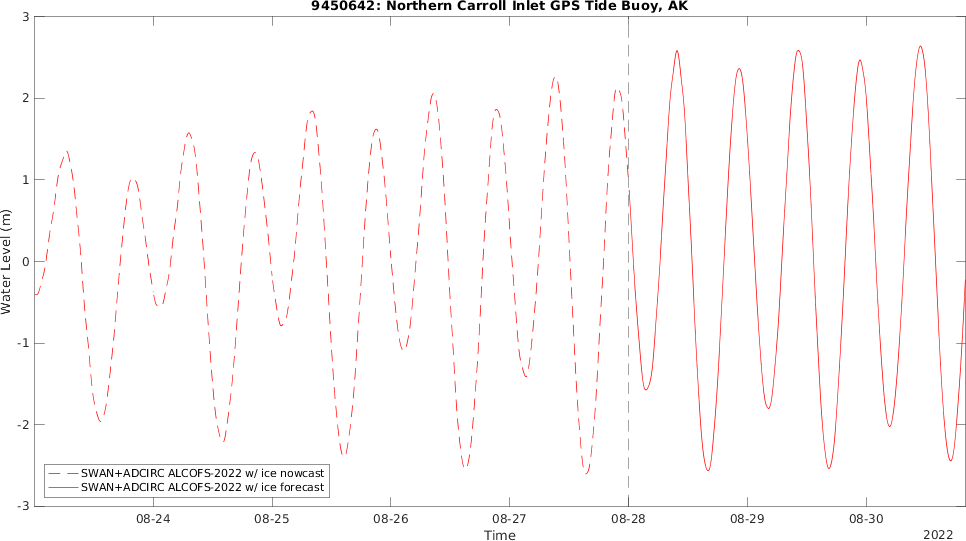 9450642: Northern Carroll Inlet GPS Tide Buoy, AK
3
2
1
0
-1
-2
-3
Water Level (m)
SWAN+ADCIRC ALCOFS-2022 w/ ice nowcast
SWAN+ADCIRC ALCOFS-2022 w/ ice forecast
08-24 08-25 08-26 08-27 08-28 08-29 08-30
Time
2022